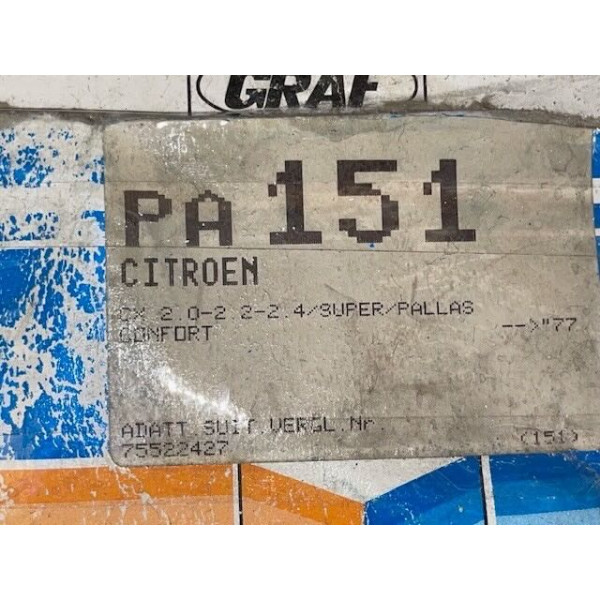 GRAF
PA 151
CITROEN
CX 2.0-2.2-2.4/SUPER/PALLAS
CONFORT -->"77
ADATT.SUIT.VERGL.Nr.
75522427 (151)